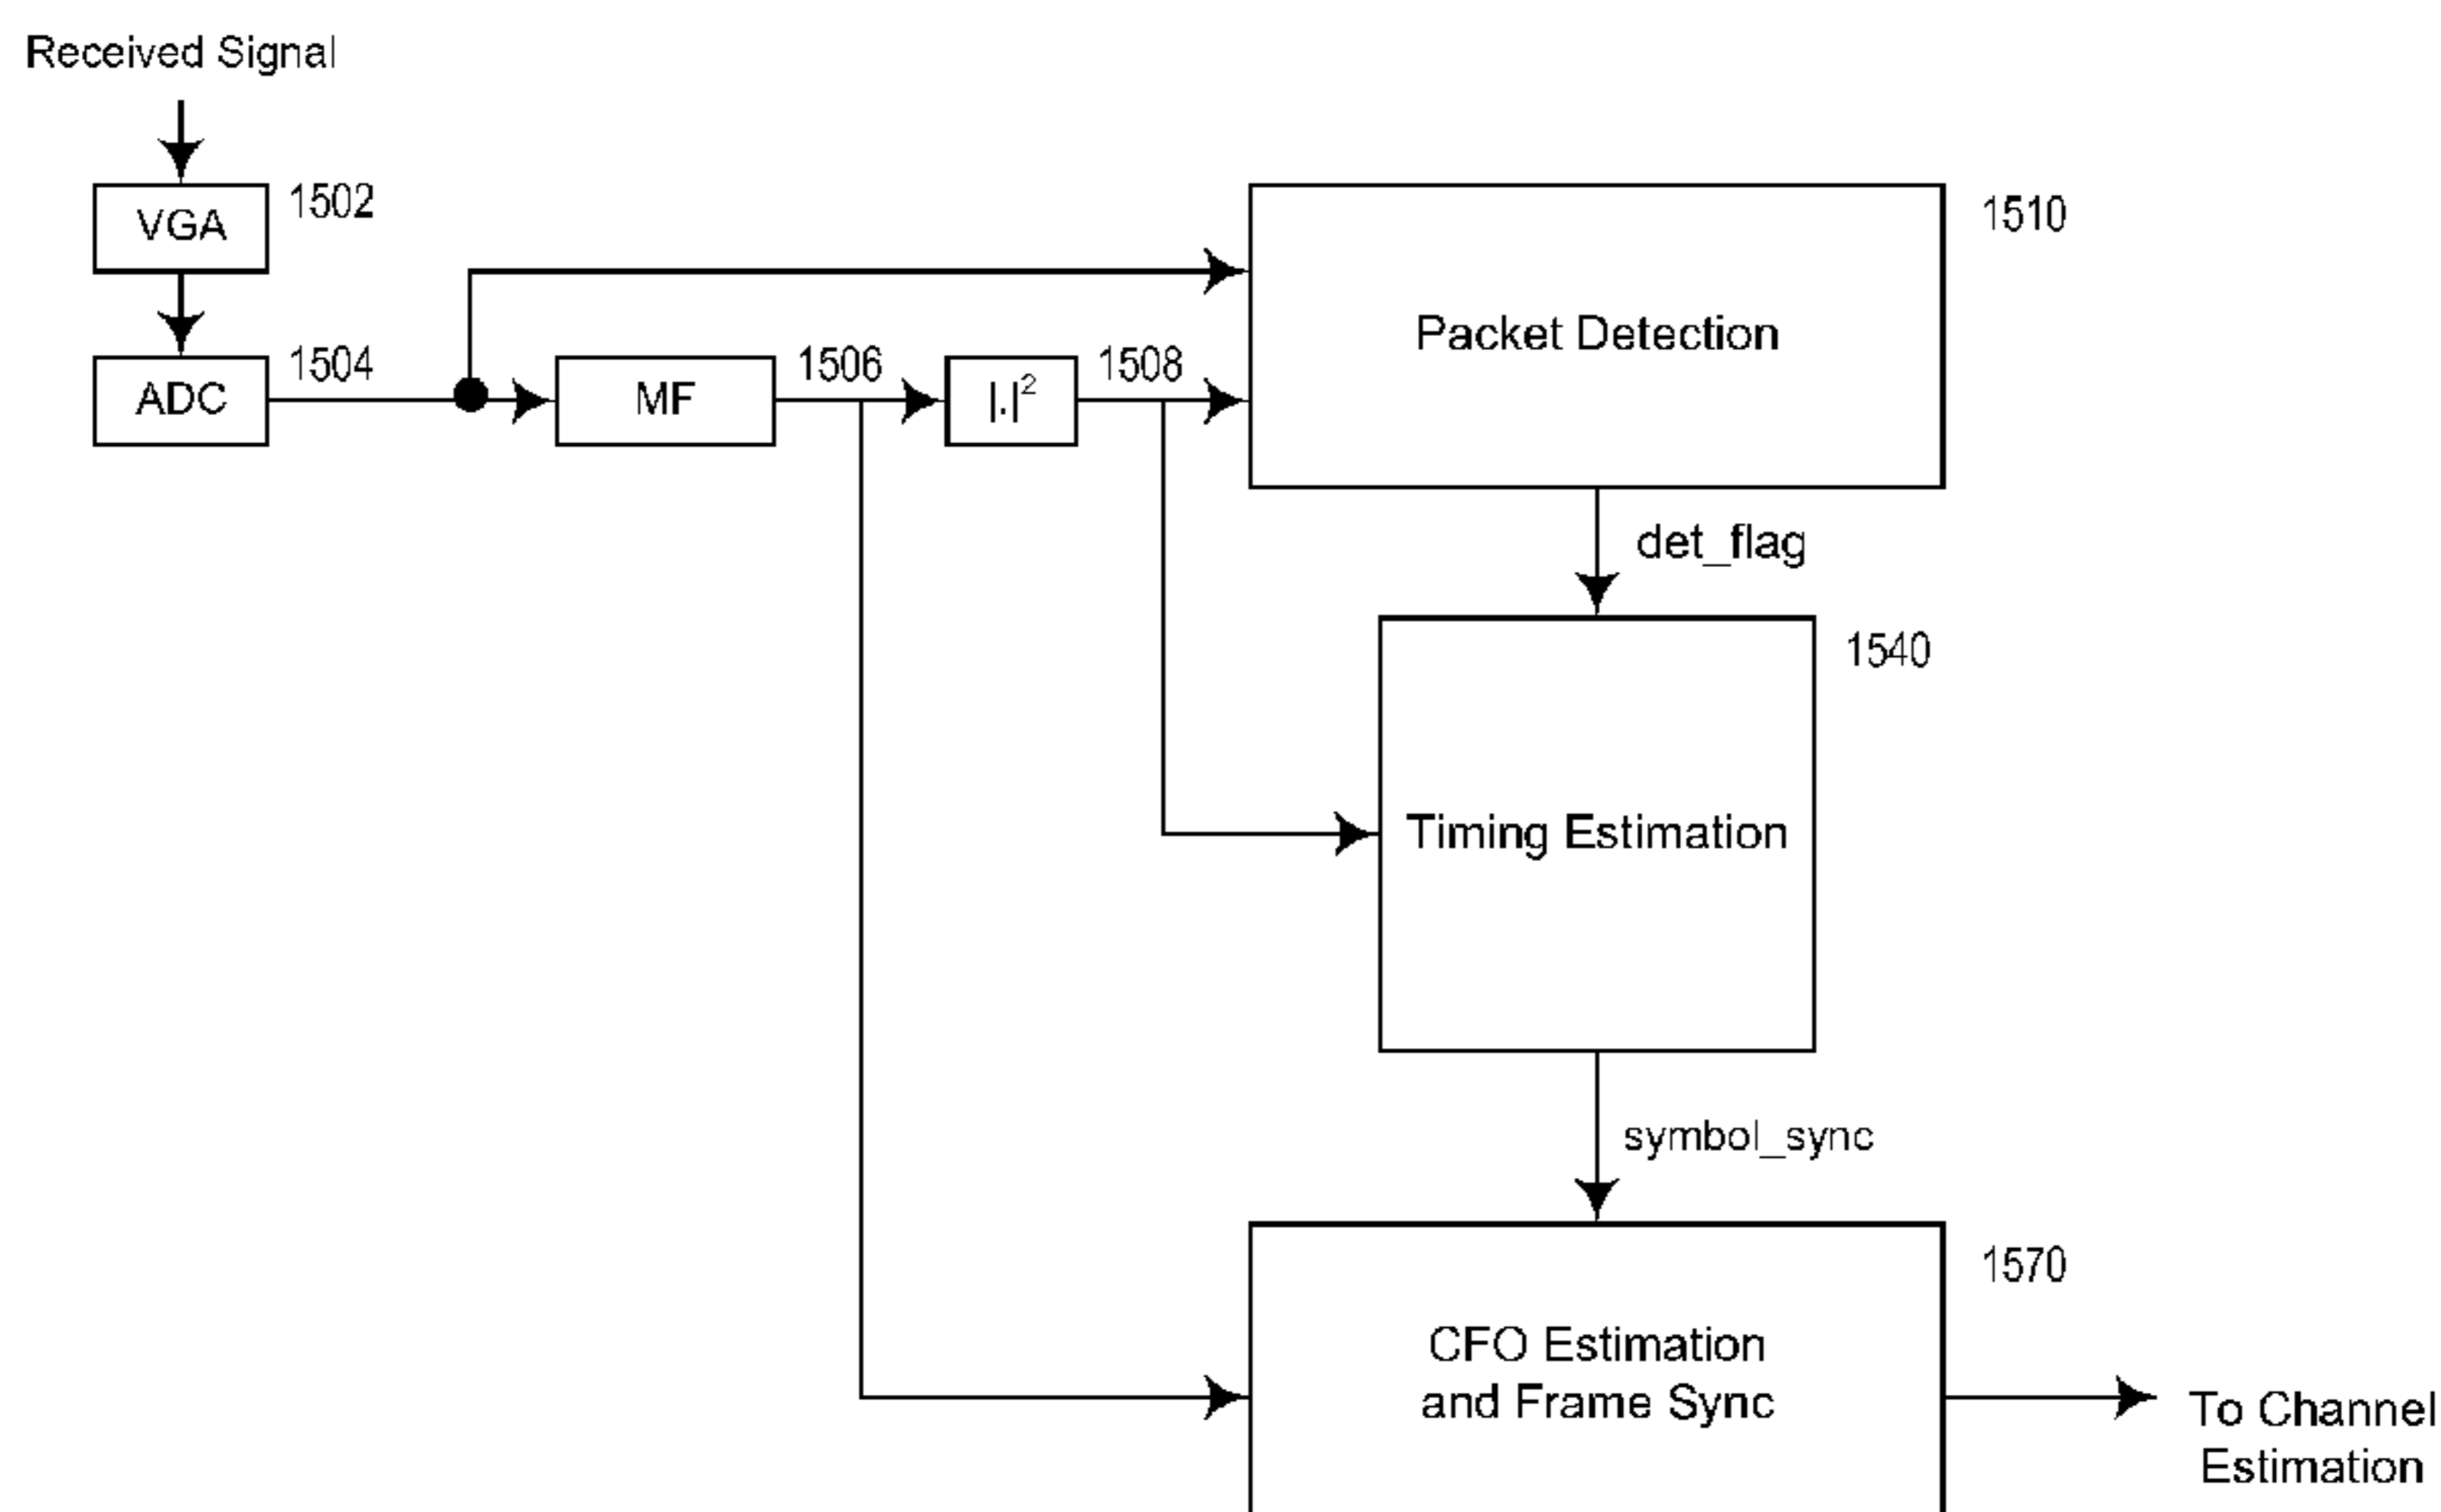 Received Signal
VGA
1502
1510
ADC
1504
MF
1506
|.|²
1508
Packet Detection
det_flag
1540
Timing Estimation
symbol_sync
1570
CFO Estimation
and Frame Sync
To Channel
Estimation